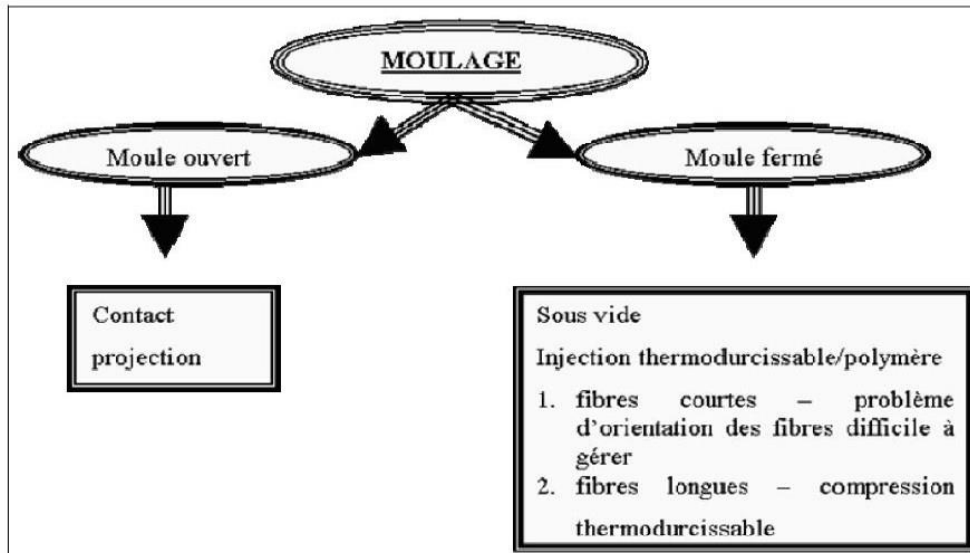 MOULAGE
Moule ouvert
Moule fermé
Contact
projection
Sous vide
Injection thermodurcissable/polymère
1. fibres courtes – problème
d'orientation des fibres difficile à
gérer
2. fibres longues – compression
thermodurcissable